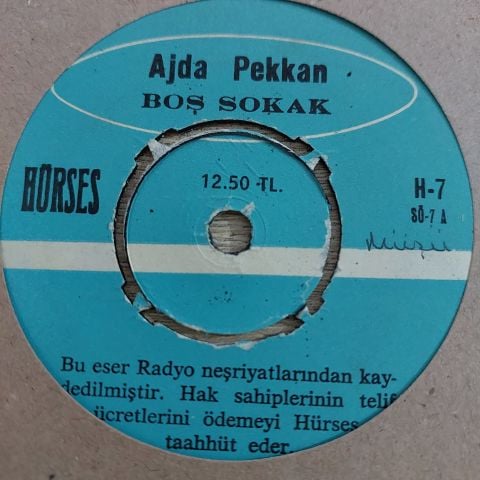 Ajda Pekkan
BOŞ SOKAK
HÜRSES
12.50 TL.
H-7
SÖ-7 A
Bu eser Radyo neşriyatlarından kay-
dedilmiştir. Hak sahiplerinin telif
ücretlerini ödemeyi Hürses
taahhüt eder.